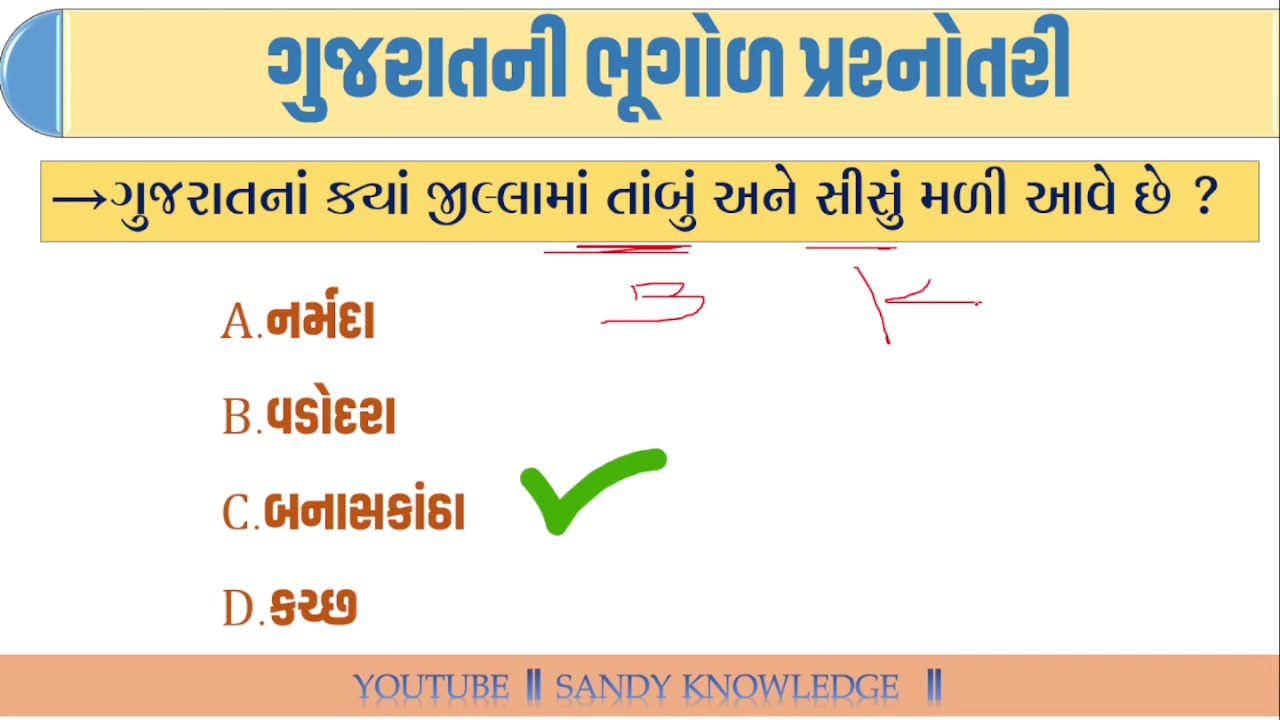 ગુજરાતની ભૂગોળ પ્રશ્નોતરી
→ગુજરાતનાં ક્યાં જીલ્લામાં તાંબું અને સીસું મળી આવે છે ?
A.નર્મદા
B.વડોદરા
C.બનાસકાંઠા
D.કચ્છ
YOUTUBE || SANDY KNOWLEDGE ||